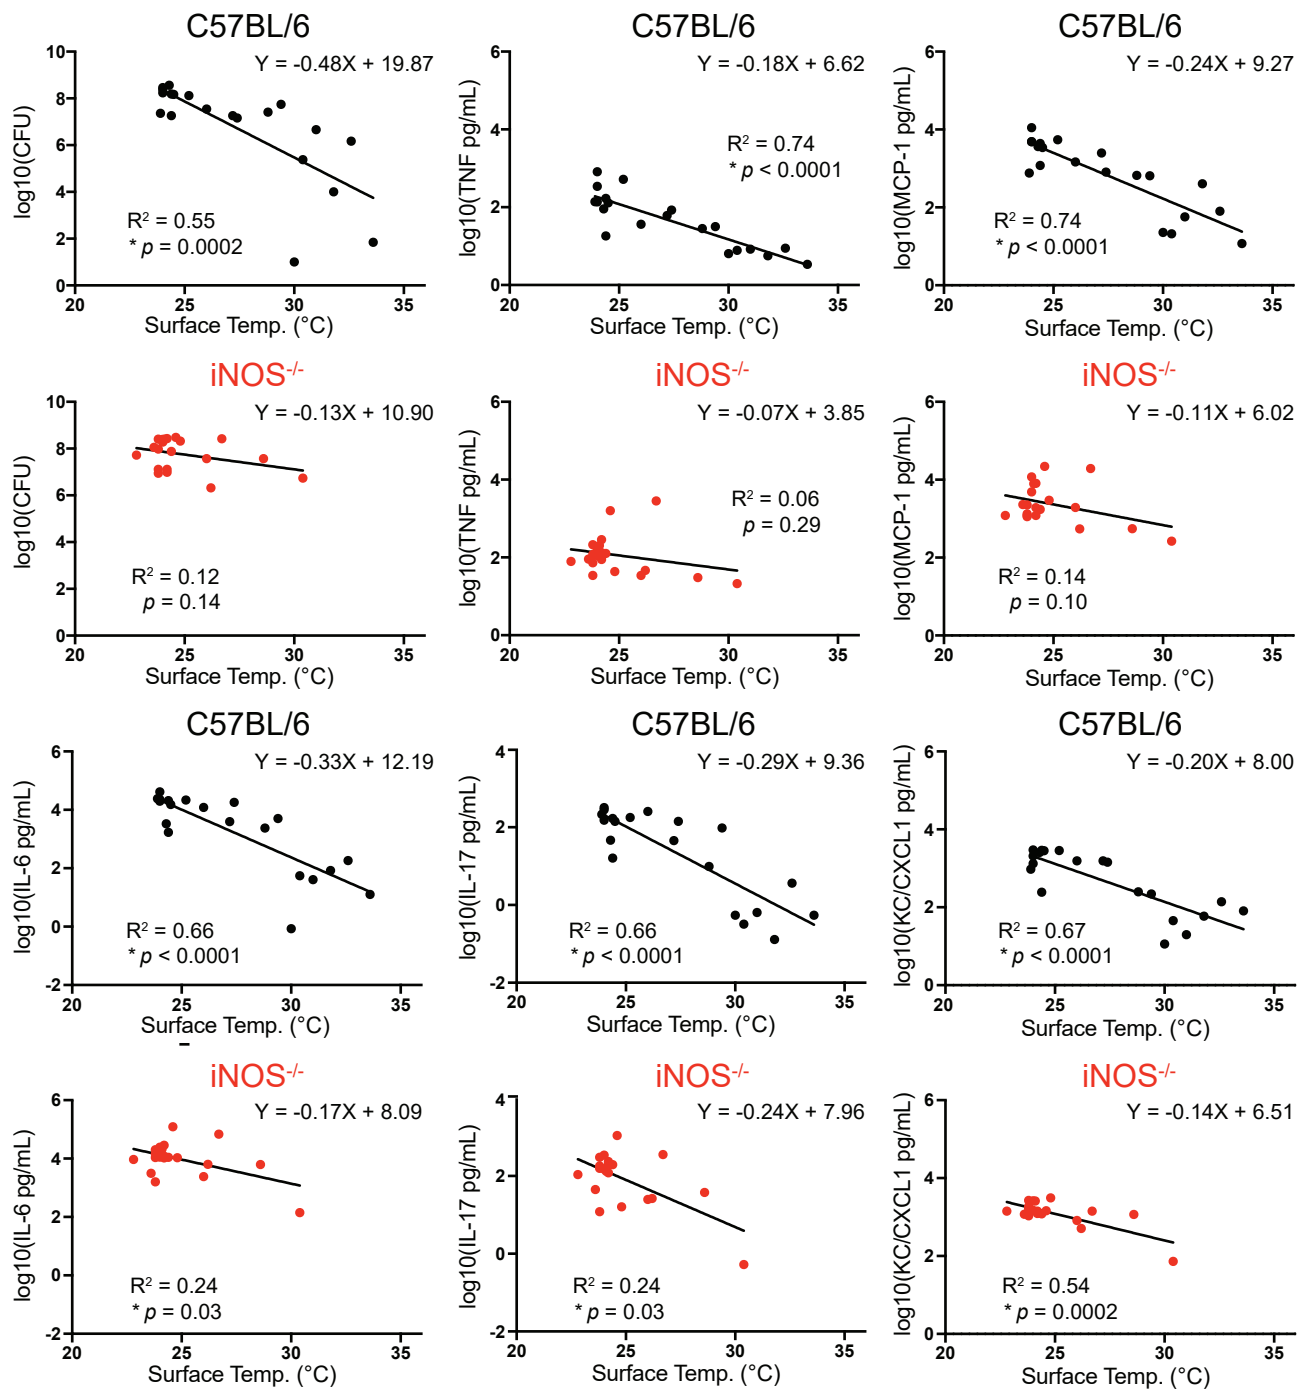 C57BL/6
Y = -0.48X + 19.87
log10(CFU)
10
8
6
4
2
0
R² = 0.55
* p = 0.0002
20 25 30 35
Surface Temp. (°C)
C57BL/6
Y = -0.18X + 6.62
log10(TNF pg/mL)
6
4
2
0
R² = 0.74
* p < 0.0001
20 25 30 35
Surface Temp. (°C)
C57BL/6
Y = -0.24X + 9.27
log10(MCP-1 pg/mL)
6
4
2
0
R² = 0.74
* p < 0.0001
20 25 30 35
Surface Temp. (°C)
iNOS-/-
Y = -0.13X + 10.90
log10(CFU)
10
8
6
4
2
0
R² = 0.12
p = 0.14
20 25 30 35
Surface Temp. (°C)
iNOS-/-
Y = -0.07X + 3.85
log10(TNF pg/mL)
6
4
2
0
R² = 0.06
p = 0.29
20 25 30 35
Surface Temp. (°C)
iNOS-/-
Y = -0.11X + 6.02
log10(MCP-1 pg/mL)
6
4
2
0
R² = 0.14
p = 0.10
20 25 30 35
Surface Temp. (°C)
C57BL/6
Y = -0.33X + 12.19
log10(IL-6 pg/mL)
6
4
2
0
-2
R² = 0.66
* p < 0.0001
20 25 30 35
Surface Temp. (°C)
C57BL/6
Y = -0.29X + 9.36
log10(IL-17 pg/mL)
4
2
0
-2
R² = 0.66
* p < 0.0001
20 25 30 35
Surface Temp. (°C)
C57BL/6
Y = -0.20X + 8.00
log10(KC/CXCL1 pg/mL)
6
4
2
0
R² = 0.67
* p < 0.0001
20 25 30 35
Surface Temp. (°C)
iNOS-/-
Y = -0.17X + 8.09
log10(IL-6 pg/mL)
6
4
2
0
-2
R² = 0.24
* p = 0.03
20 25 30 35
Surface Temp. (°C)
iNOS-/-
Y = -0.24X + 7.96
log10(IL-17 pg/mL)
4
2
0
-2
R² = 0.24
* p = 0.03
20 25 30 35
Surface Temp. (°C)
iNOS-/-
Y = -0.14X + 6.51
log10(KC/CXCL1 pg/mL)
6
4
2
0
R² = 0.54
* p = 0.0002
20 25 30 35
Surface Temp. (°C)